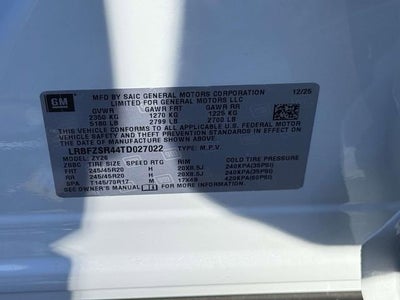 GM
MFD BY SAIC GENERAL MOTORS CORPORATION 12/25
LIMITED FOR GENERAL MOTORS LLC
GVWR GAWR FRT GAWR RR
2350 KG 1270 KG 1225 KG
5180 LB 2799 LB 2700 LB
THIS VEHICLE CONFORMS TO ALL APPLICABLE U.S. FEDERAL MOTOR
VEHICLE SAFETY AND THEFT PREVENTION STANDARDS IN EFFECT ON THE
DATE OF MANUFACTURE SHOWN ABOVE.
LRBFZSR44TD027022 TYPE: M.P.V
MODEL: ZY26
ZSBC TIRE SIZE SPEED RTG RIM COLD TIRE PRESSURE
FRT 245/45R20 H 20X8.5J 240KPA(35PSI)
RR 245/45R20 H 20X8.5J 240KPA(35PSI)
SPA T145/70R17 M 17X4B 420KPA(60PSI)
SEE OWNER'S MANUAL FOR ADDITIONAL INFORMATION.